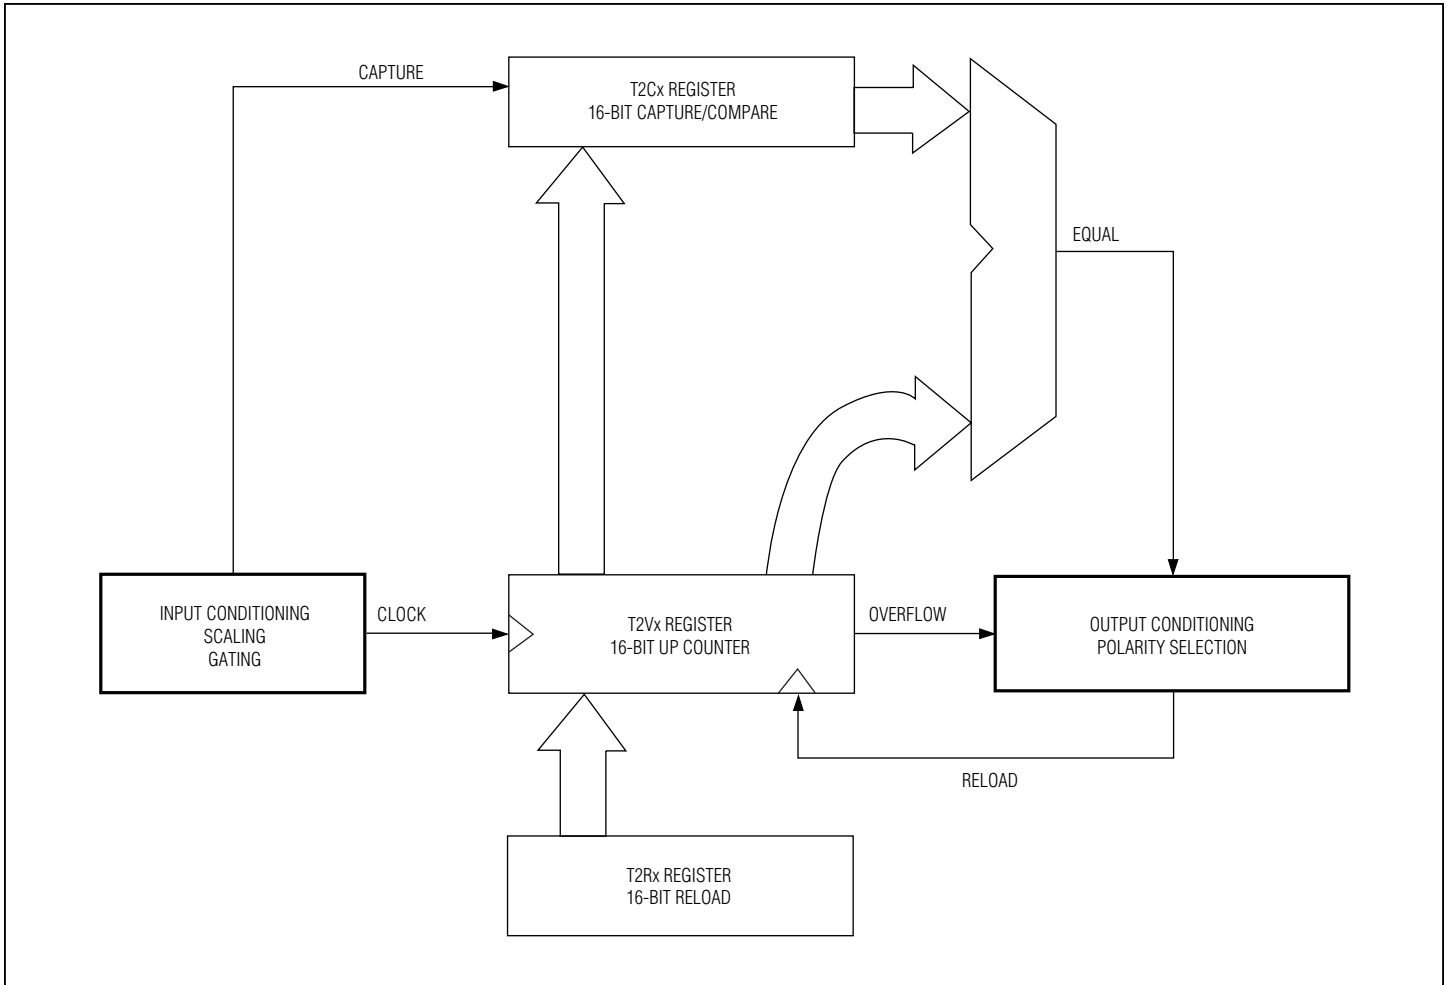 CAPTURE
T2Cx REGISTER
16-BIT CAPTURE/COMPARE
EQUAL
INPUT CONDITIONING
SCALING
GATING
CLOCK
T2Vx REGISTER
16-BIT UP COUNTER
OVERFLOW
OUTPUT CONDITIONING
POLARITY SELECTION
RELOAD
T2Rx REGISTER
16-BIT RELOAD